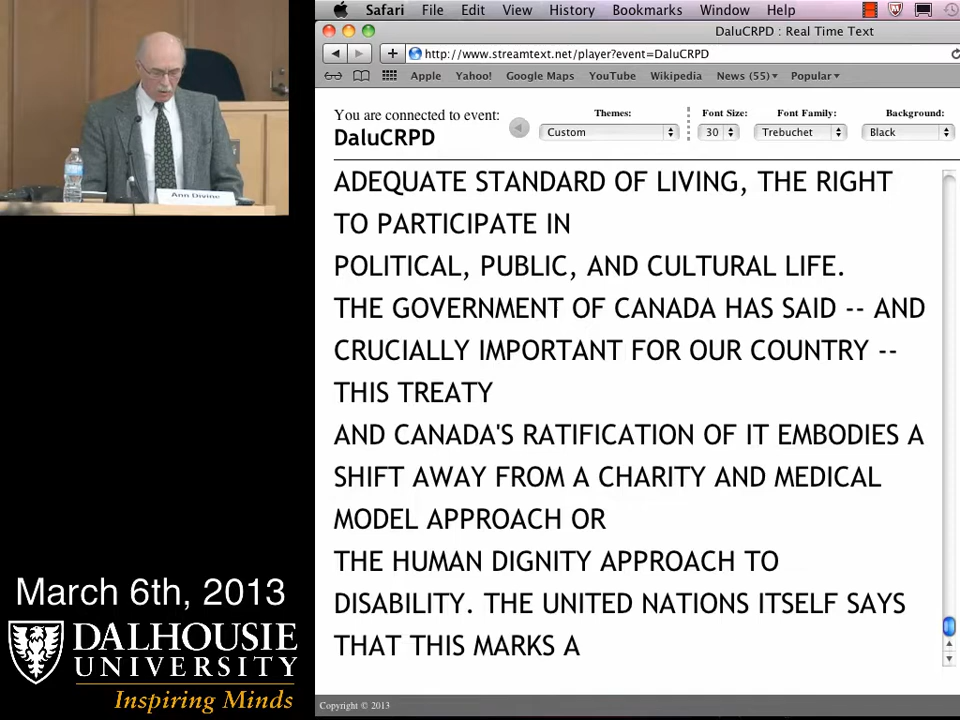 Safari File Edit View History Bookmarks Window Help
DaluCRPD : Real Time Text
http://www.streamtext.net/player?event=DaluCRPD
Apple Yahoo! Google Maps YouTube Wikipedia News (55) Popular
You are connected to event:
DaluCRPD
Themes: Font Size: Font Family: Background:
Custom 30 Trebuchet Black
ADEQUATE STANDARD OF LIVING, THE RIGHT
TO PARTICIPATE IN
POLITICAL, PUBLIC, AND CULTURAL LIFE.
THE GOVERNMENT OF CANADA HAS SAID -- AND
CRUCIALLY IMPORTANT FOR OUR COUNTRY --
THIS TREATY
AND CANADA'S RATIFICATION OF IT EMBODIES A
SHIFT AWAY FROM A CHARITY AND MEDICAL
MODEL APPROACH OR
THE HUMAN DIGNITY APPROACH TO
DISABILITY. THE UNITED NATIONS ITSELF SAYS
THAT THIS MARKS A
Copyright © 2013
Ann Divine
March 6th, 2013
DALHOUSIE
UNIVERSITY
Inspiring Minds